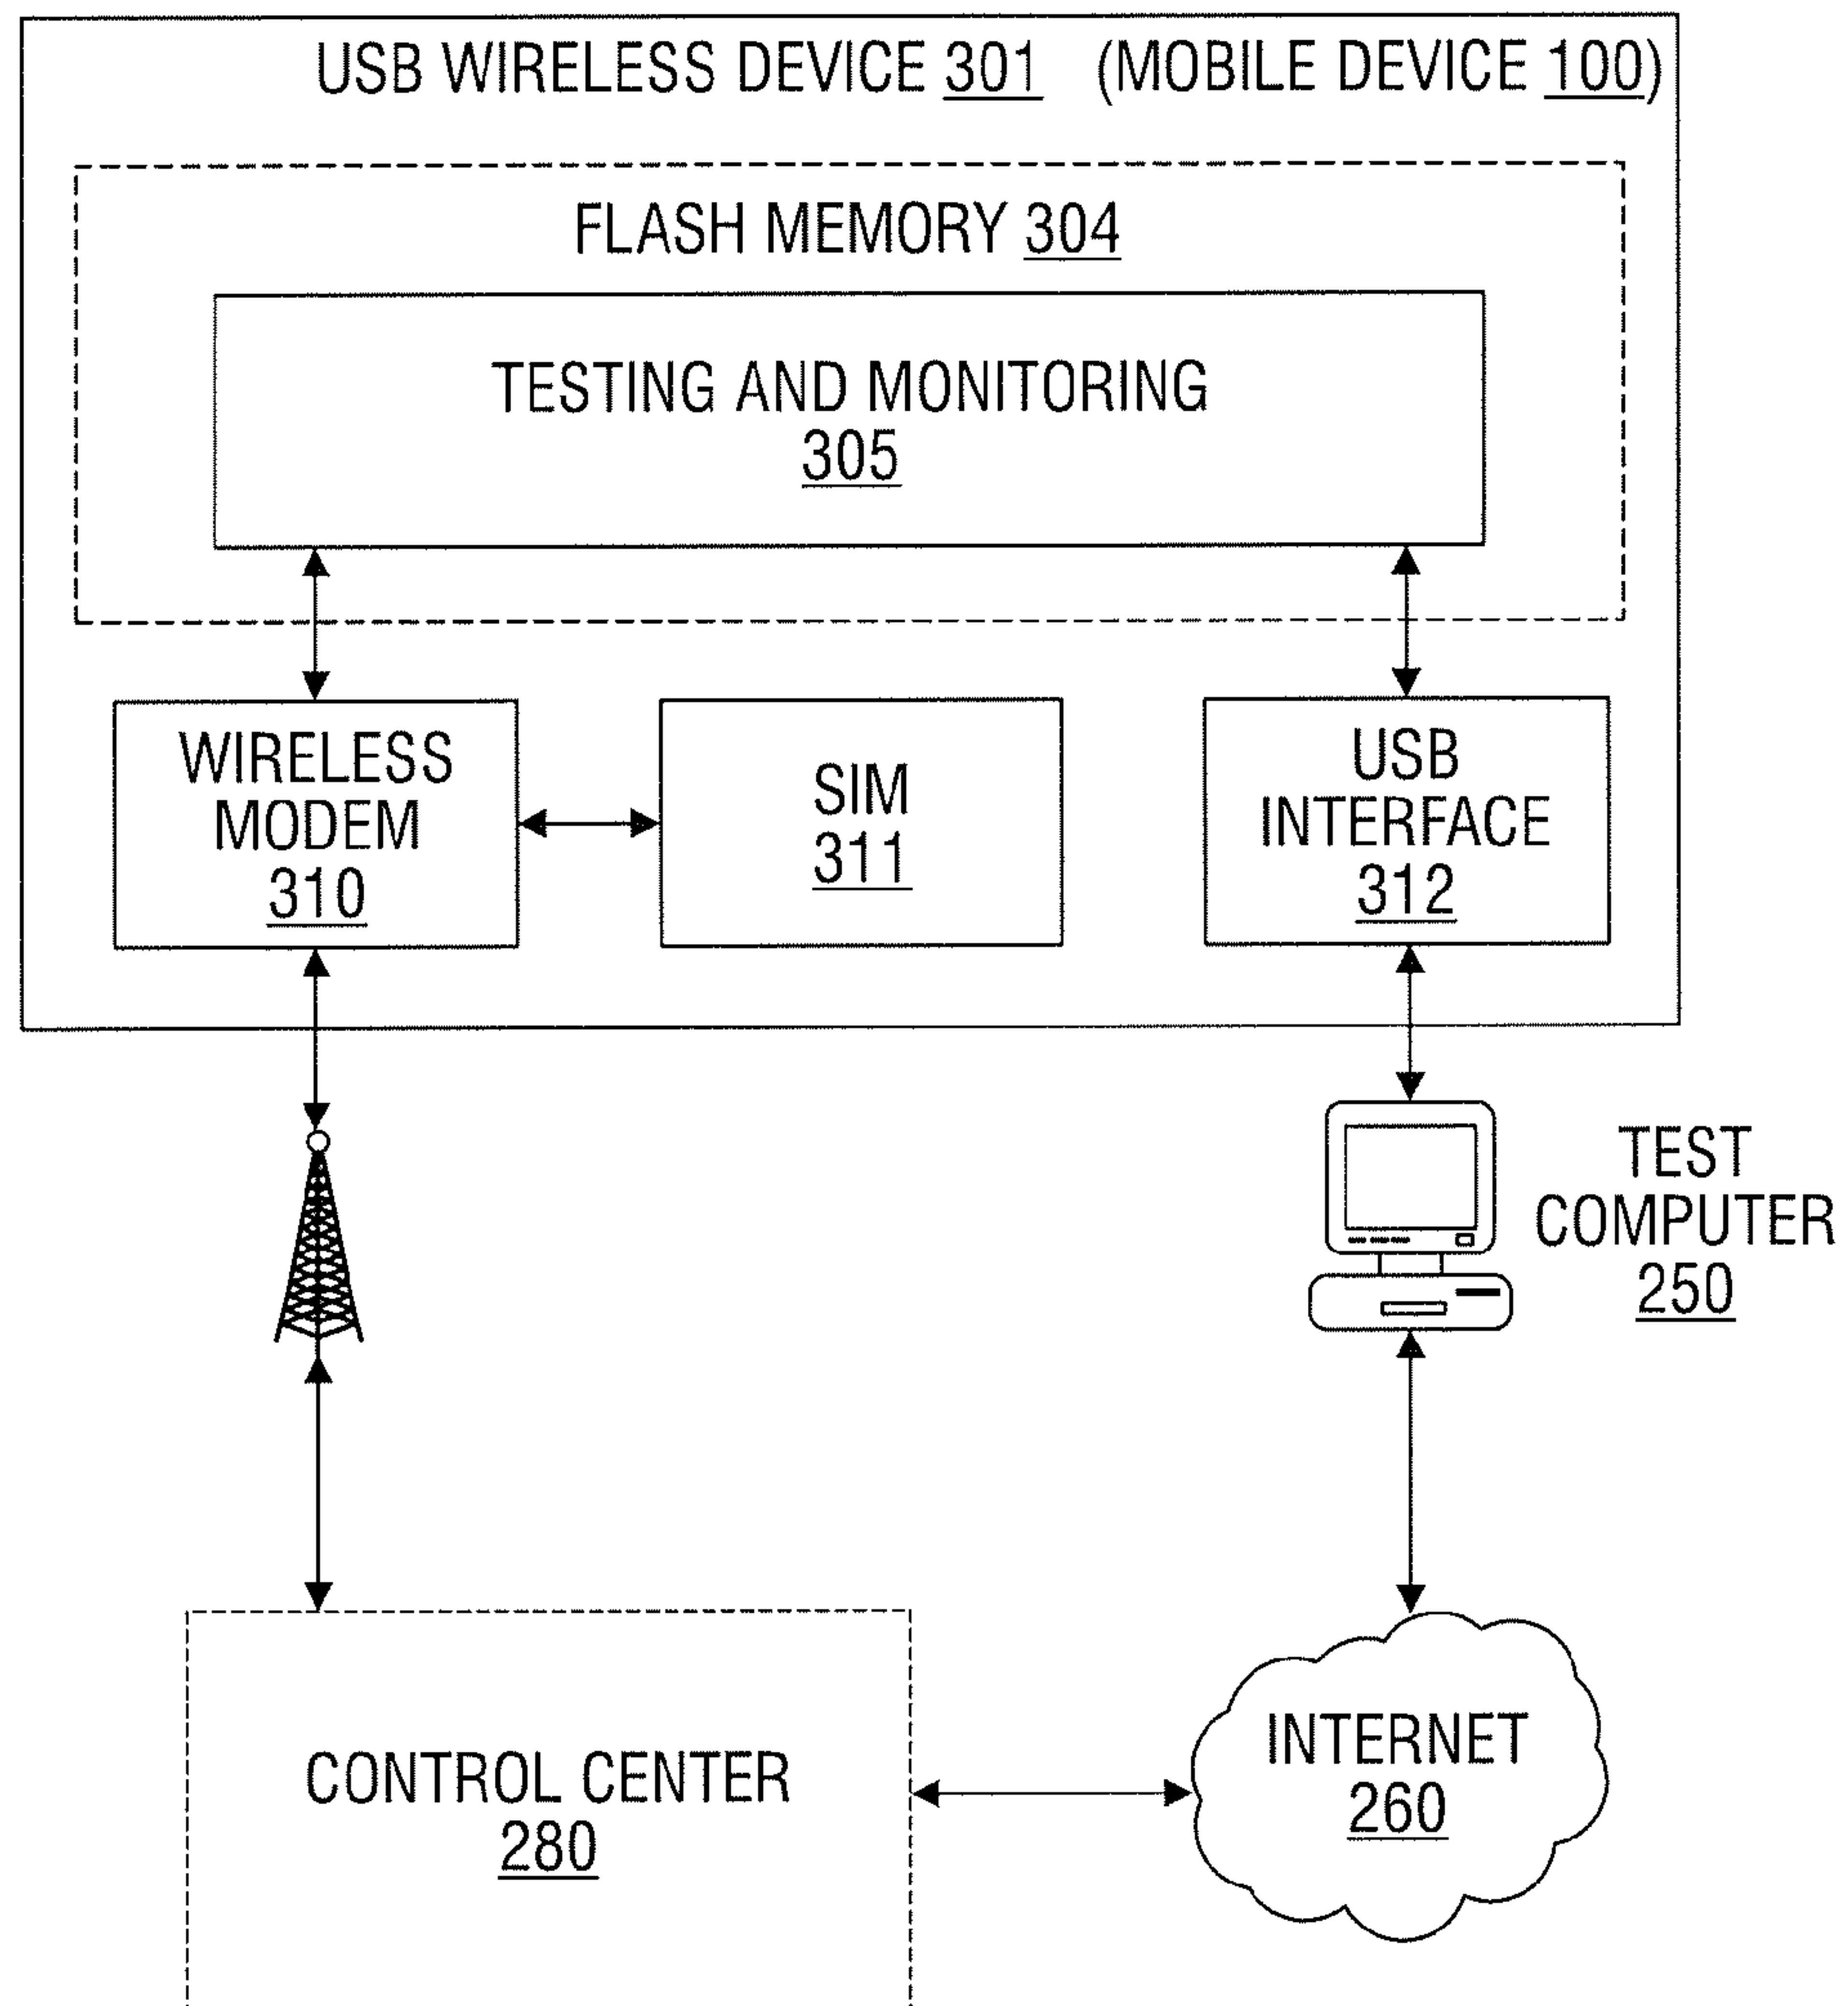 USB WIRELESS DEVICE 301 (MOBILE DEVICE 100)
FLASH MEMORY 304
TESTING AND MONITORING
305
WIRELESS
MODEM
310
SIM
311
USB
INTERFACE
312
TEST
COMPUTER
250
CONTROL CENTER
280
INTERNET
260